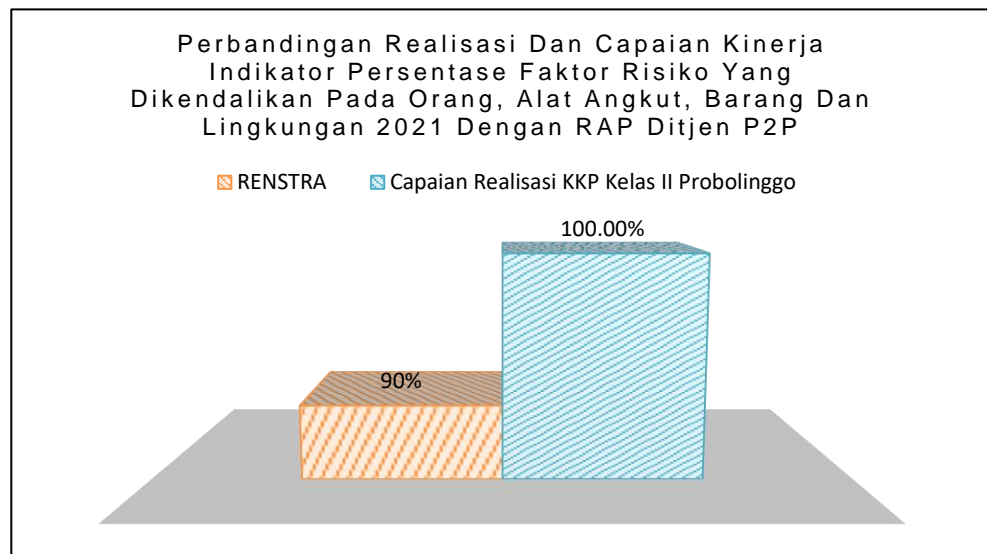 Perbandingan Realisasi Dan Capaian Kinerja
Indikator Persentase Faktor Risiko Yang
Dikendalikan Pada Orang, Alat Angkut, Barang Dan
Lingkungan 2021 Dengan RAP Ditjen P2P
RENSTRA Capaian Realisasi KKP Kelas II Probolinggo
100.00%
90%